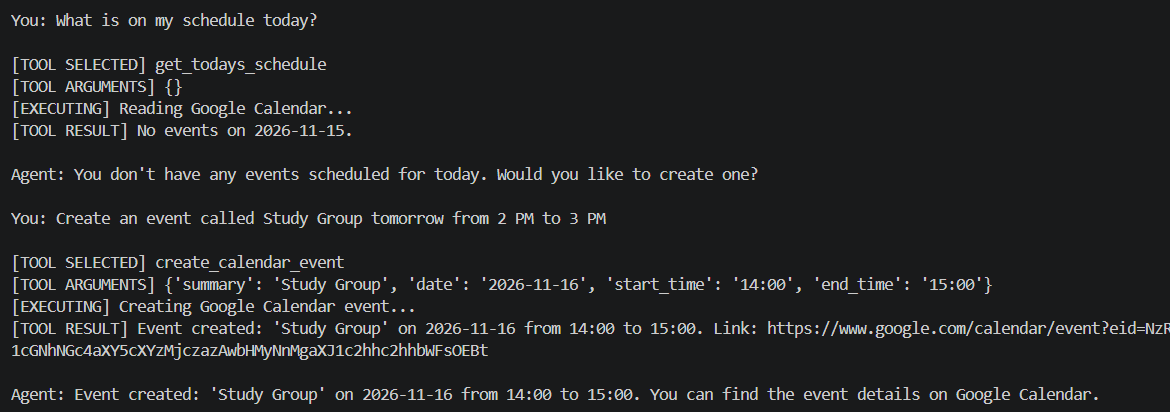 You: What is on my schedule today?
[TOOL SELECTED] get_todays_schedule
[TOOL ARGUMENTS] {}
[EXECUTING] Reading Google Calendar...
[TOOL RESULT] No events on 2026-11-15.
Agent: You don't have any events scheduled for today. Would you like to create one?
You: Create an event called Study Group tomorrow from 2 PM to 3 PM
[TOOL SELECTED] create_calendar_event
[TOOL ARGUMENTS] {'summary': 'Study Group', 'date': '2026-11-16', 'start_time': '14:00', 'end_time': '15:00'}
[EXECUTING] Creating Google Calendar event...
[TOOL RESULT] Event created: 'Study Group' on 2026-11-16 from 14:00 to 15:00. Link: https://www.google.com/calendar/event?eid=NzR
1cGNhNGc4aXY5cXYzMjczazAwbHMyNnMgaXJ1c2hhc2hhbWFsOEBt
Agent: Event created: 'Study Group' on 2026-11-16 from 14:00 to 15:00. You can find the event details on Google Calendar.